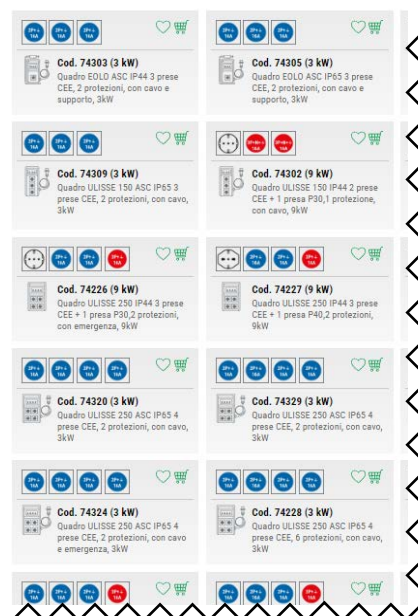 Cod. 74303 (3 kW)
Quadro EOLO ASC IP44 3 prese
CEE, 2 protezioni, con cavo e
supporto, 3kW
Cod. 74305 (3 kW)
Quadro EOLO ASC IP65 3 prese
CEE, 2 protezioni, con cavo e
supporto, 3kW
Cod. 74309 (3 kW)
Quadro ULISSE 150 ASC IP65 3
prese CEE, 2 protezioni, con cavo,
3kW
Cod. 74302 (9 kW)
Quadro ULISSE 150 IP44 2 prese
CEE + 1 presa P30,1 protezione,
con cavo, 9kW
Cod. 74226 (9 kW)
Quadro ULISSE 250 IP44 3 prese
CEE + 1 presa P30,2 protezioni,
con emergenza, 9kW
Cod. 74227 (9 kW)
Quadro ULISSE 250 IP44 3 prese
CEE + 1 presa P40,2 protezioni,
9kW
Cod. 74320 (3 kW)
Quadro ULISSE 250 ASC IP65 4
prese CEE, 2 protezioni, con cavo,
3kW
Cod. 74329 (3 kW)
Quadro ULISSE 250 ASC IP65 4
prese CEE, 2 protezioni, con cavo,
3kW
Cod. 74324 (3 kW)
Quadro ULISSE 250 ASC IP65 4
prese CEE, 2 protezioni, con cavo
e emergenza, 3kW
Cod. 74228 (3 kW)
Quadro ULISSE 250 ASC IP65 4
prese CEE, 6 protezioni, con cavo,
3kW